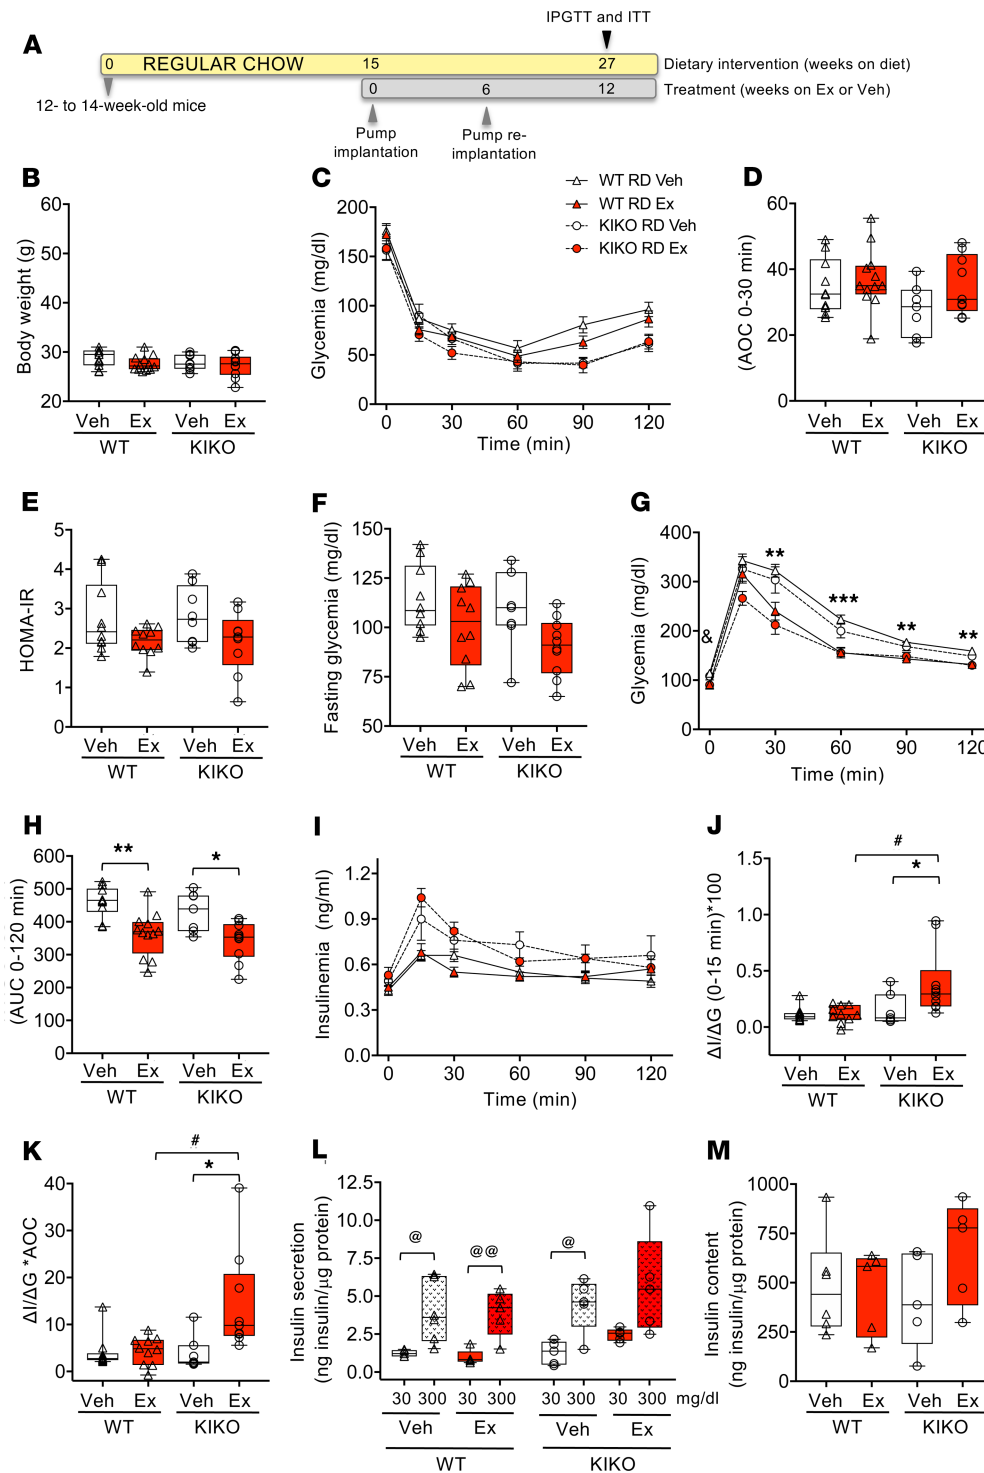 A
IPGTT and ITT
0 REGULAR CHOW 15 27 Dietary intervention (weeks on diet)
0 6 12 Treatment (weeks on Ex or Veh)
12- to 14-week-old mice
Pump implantation
Pump re-implantation
B
Body weight (g)
60
50
40
30
20
Veh Ex Veh Ex
WT KIKO
C
WT RD Veh
WT RD Ex
KIKO RD Veh
KIKO RD Ex
Glycemia (mg/dl)
200
150
100
50
0
0 30 60 90 120
Time (min)
D
(AOC 0-30 min)
60
40
20
0
Veh Ex Veh Ex
WT KIKO
E
HOMA-IR
5
4
3
2
1
0
Veh Ex Veh Ex
WT KIKO
F
Fasting glycemia (mg/dl)
150
125
100
75
50
Veh Ex Veh Ex
WT KIKO
G
Glycemia (mg/dl)
400
300
200
100
0
& ** *** ** **
0 30 60 90 120
Time (min)
H
(AUC 0-120 min)
600
500
400
300
200
100
0
** *
Veh Ex Veh Ex
WT KIKO
I
Insulinemia (ng/ml)
1.2
0.9
0.6
0.3
0.0
0 30 60 90 120
Time (min)
J
ΔI/ΔG (0-15 min)*100
1.5
1.0
0.5
0.0
#
*
Veh Ex Veh Ex
WT KIKO
K
ΔI/ΔG *AOC
40
30
20
10
0
#
*
Veh Ex Veh Ex
WT KIKO
L
Insulin secretion
(ng insulin/µg protein)
12.5
10.0
7.5
5.0
2.5
0.0
@ @@ @
30 300 30 300 30 300 30 300 mg/dl
Veh Ex Veh Ex
WT KIKO
M
Insulin content
(ng insulin/µg protein)
1000
750
500
250
0
Veh Ex Veh Ex
WT KIKO